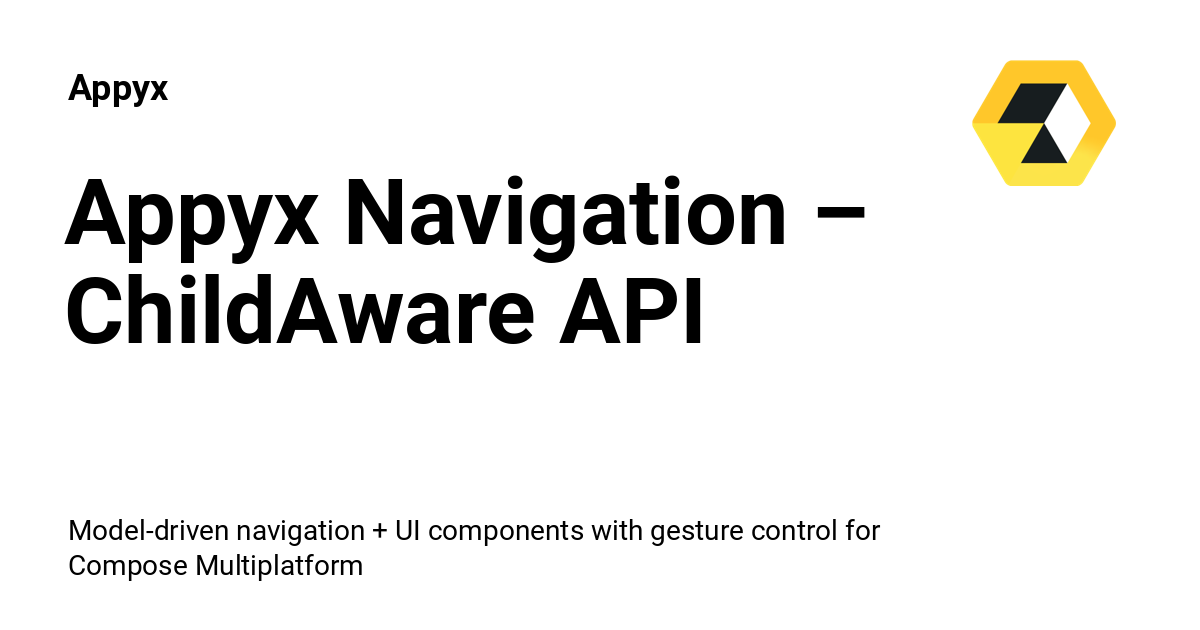 Appyx
Appyx Navigation –
ChildAware API
Model-driven navigation + UI components with gesture control for
Compose Multiplatform